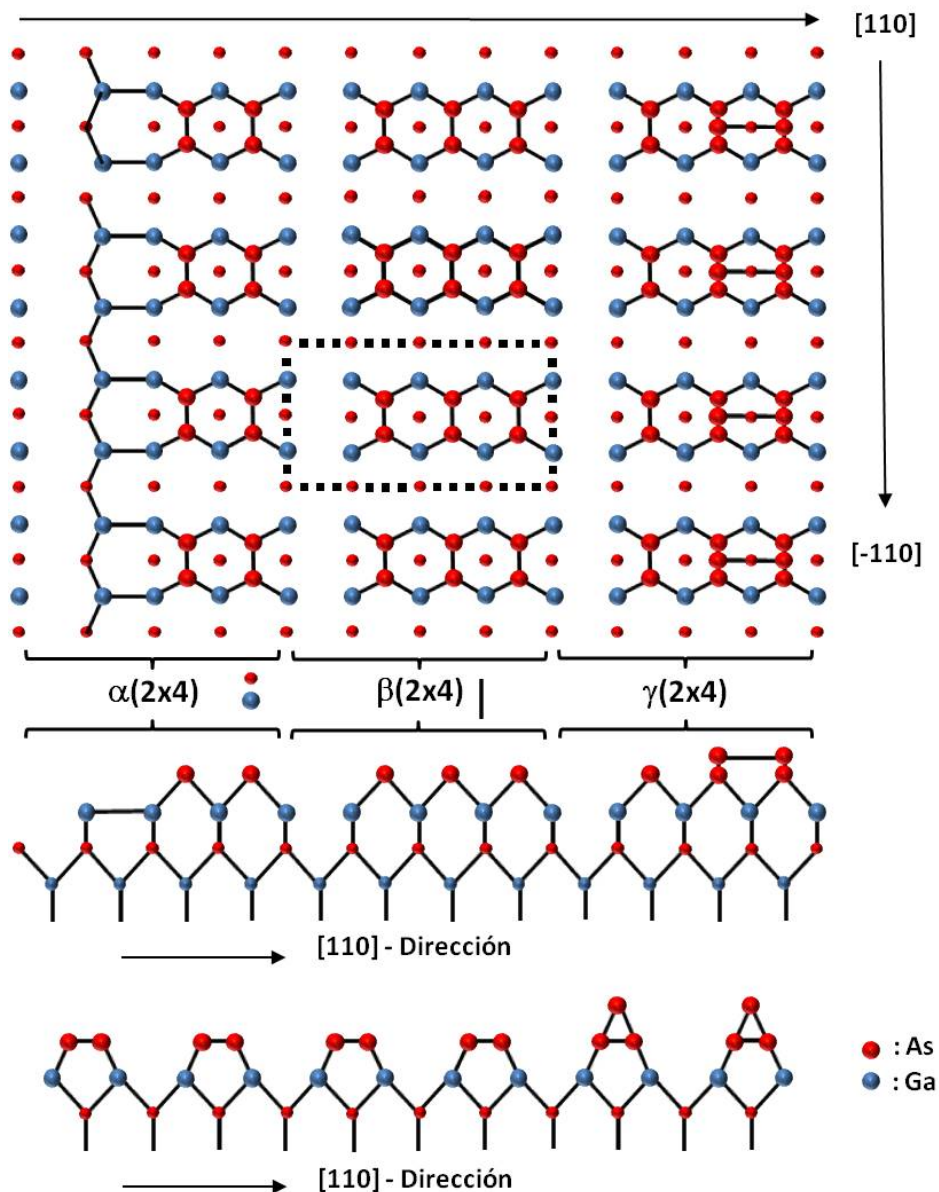 [110]
[-110]
α(2x4)
β(2x4)
γ(2x4)
[110] - Dirección
: As
: Ga
[110] - Dirección